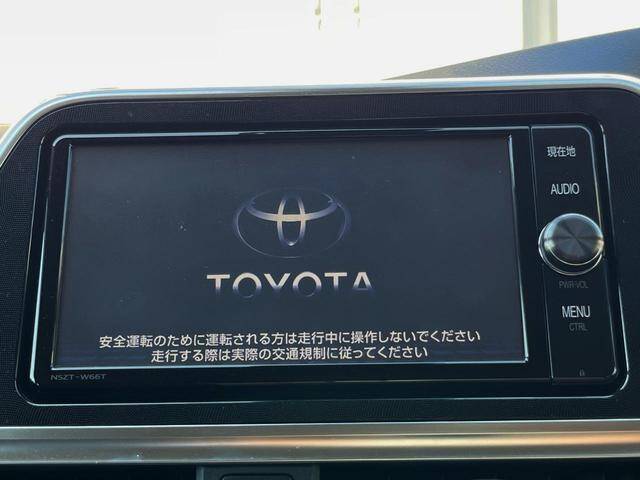 現在地
AUDIO
TOYOTA
PWR-VOL
MENU
CTRL
安全運転のために運転される方は走行中に操作しないでください
走行する際は実際の交通規制に従ってください
NSZT-W66T